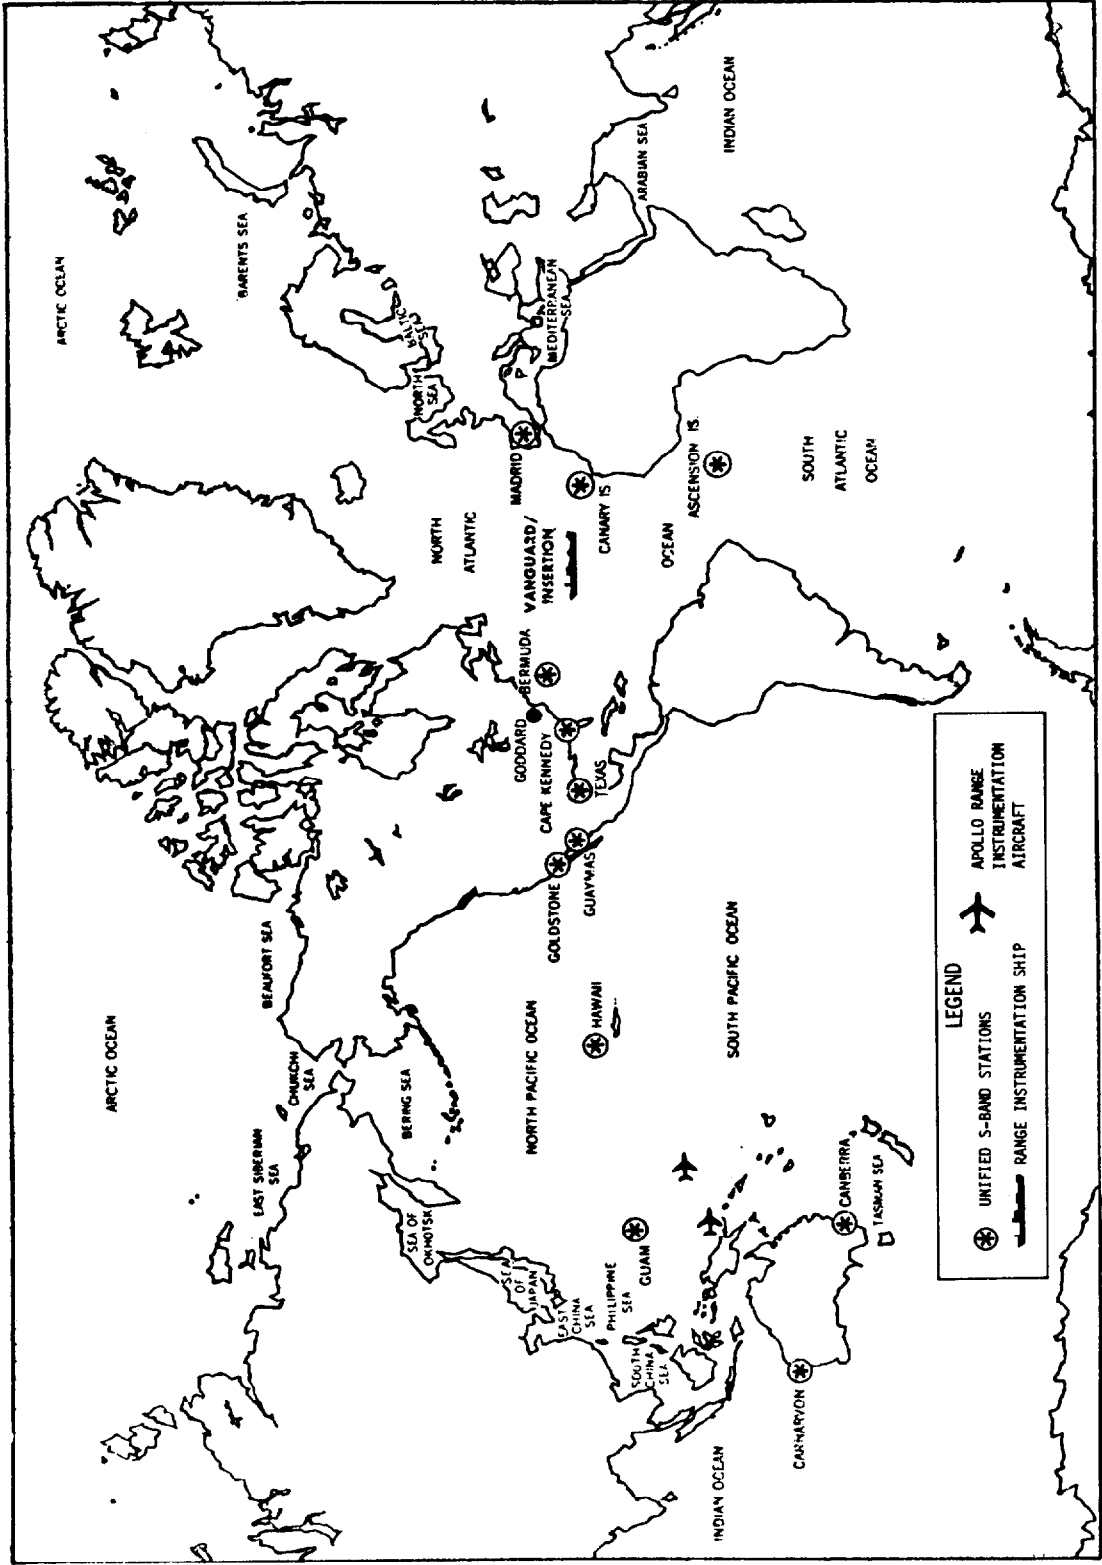 ARCTIC OCEAN
ARCTIC OCEAN
BARENTS SEA
EAST SIBERIAN
SEA
BEAUFORT SEA
CHUKCHI
SEA
BERING SEA
SEA OF
OKHOTSK
BALTIC
SEA
NORTH
SEA
NORTH
ATLANTIC
SEA
OF
JAPAN
EAST
CHINA
SEA
NORTH PACIFIC OCEAN
GOLDSTONE
GODDARD
CAPE KENNEDY
BERMUDA
VANGUARD/
INSERTION
MADRID
MEDITERRANEAN
SEA
PHILIPPINE
SEA
HAWAII
GUAYMAS
TEXAS
CANARY IS
SOUTH
CHINA
SEA
GUAM
ARABIAN SEA
OCEAN
ASCENSION IS.
INDIAN OCEAN
SOUTH PACIFIC OCEAN
INDIAN OCEAN
CARNARVON
CANBERRA
TASMAN SEA
SOUTH
ATLANTIC
OCEAN
LEGEND
UNIFIED S-BAND STATIONS
RANGE INSTRUMENTATION SHIP
APOLLO RANGE
INSTRUMENTATION
AIRCRAFT